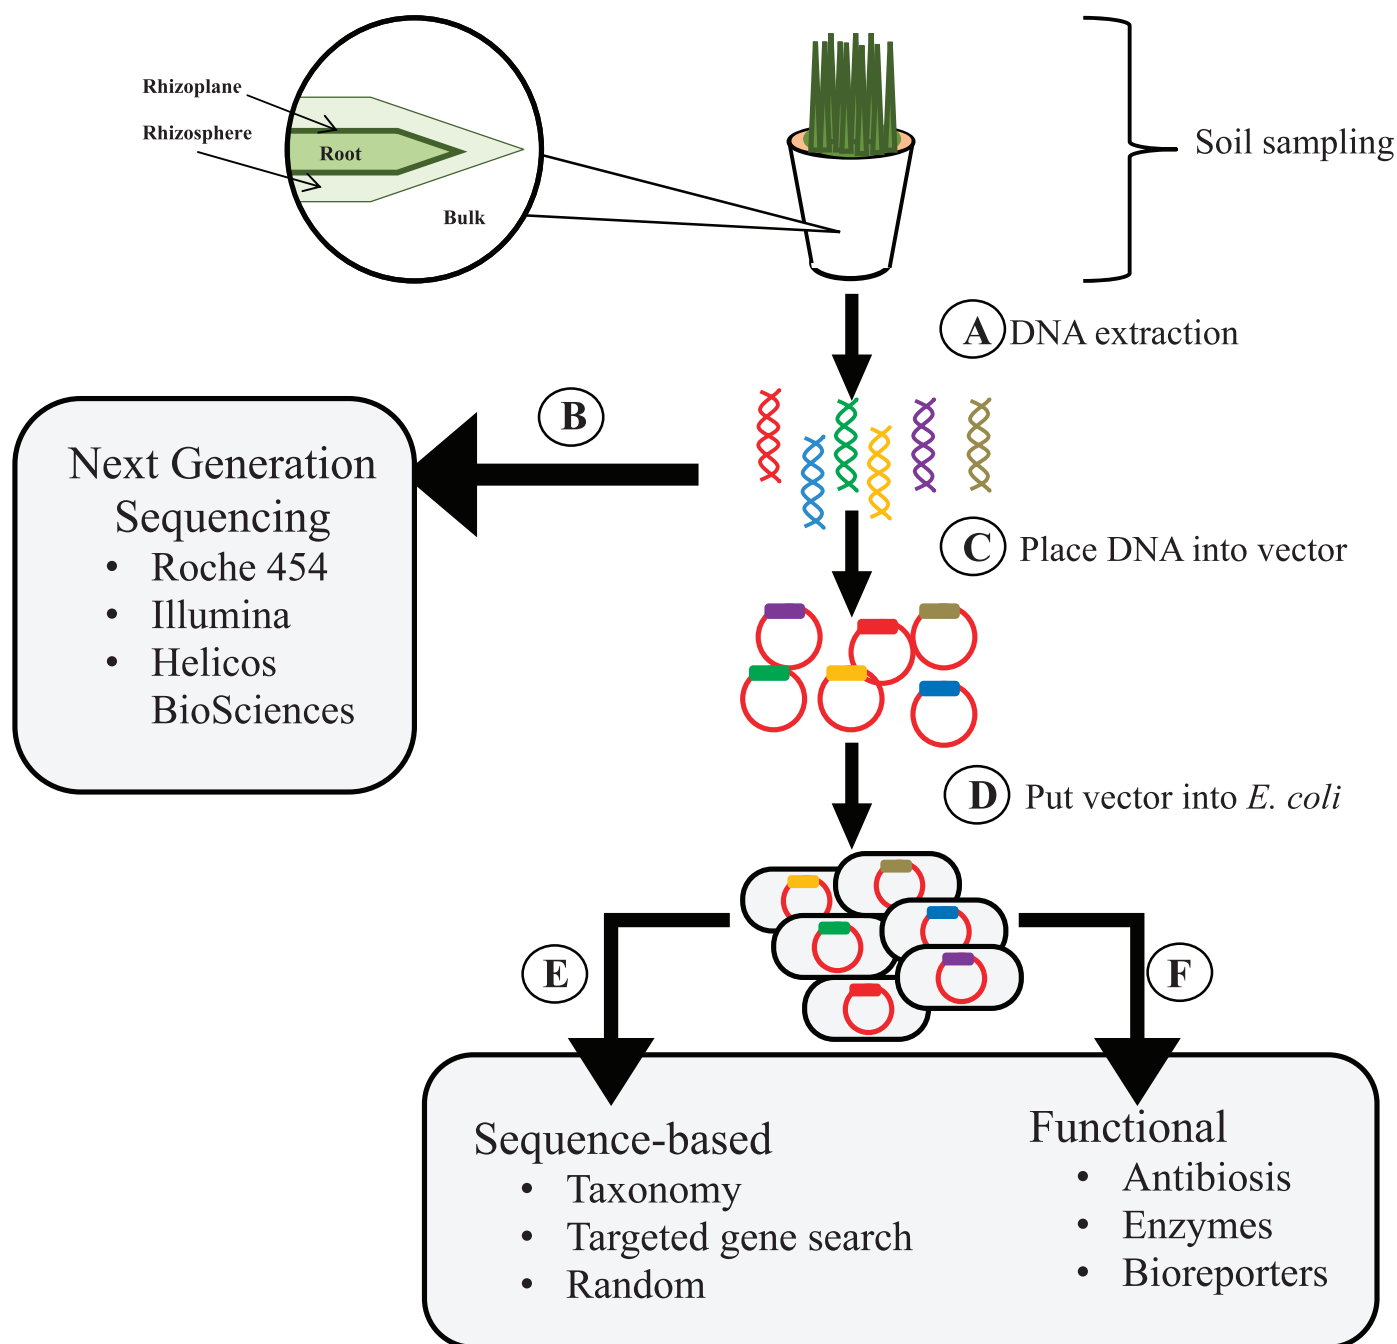 Rhizoplane
Rhizosphere
Root
Bulk
Soil sampling
A DNA extraction
B
Next Generation
Sequencing
• Roche 454
• Illumina
• Helicos
BioSciences
C Place DNA into vector
D Put vector into E. coli
E
F
Sequence-based
• Taxonomy
• Targeted gene search
• Random
Functional
• Antibiosis
• Enzymes
• Bioreporters